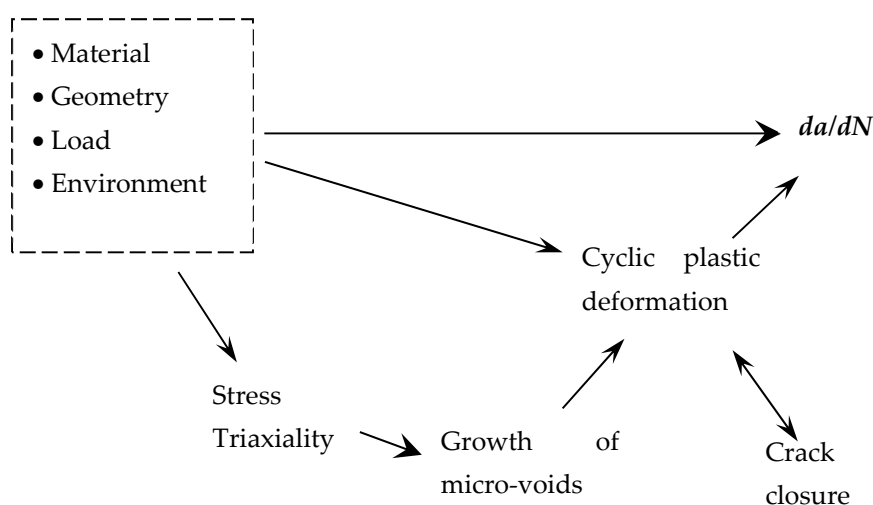 • Material
• Geometry
• Load
• Environment
da/dN
Cyclic plastic
deformation
Stress
Triaxiality
Growth of
micro-voids
Crack
closure